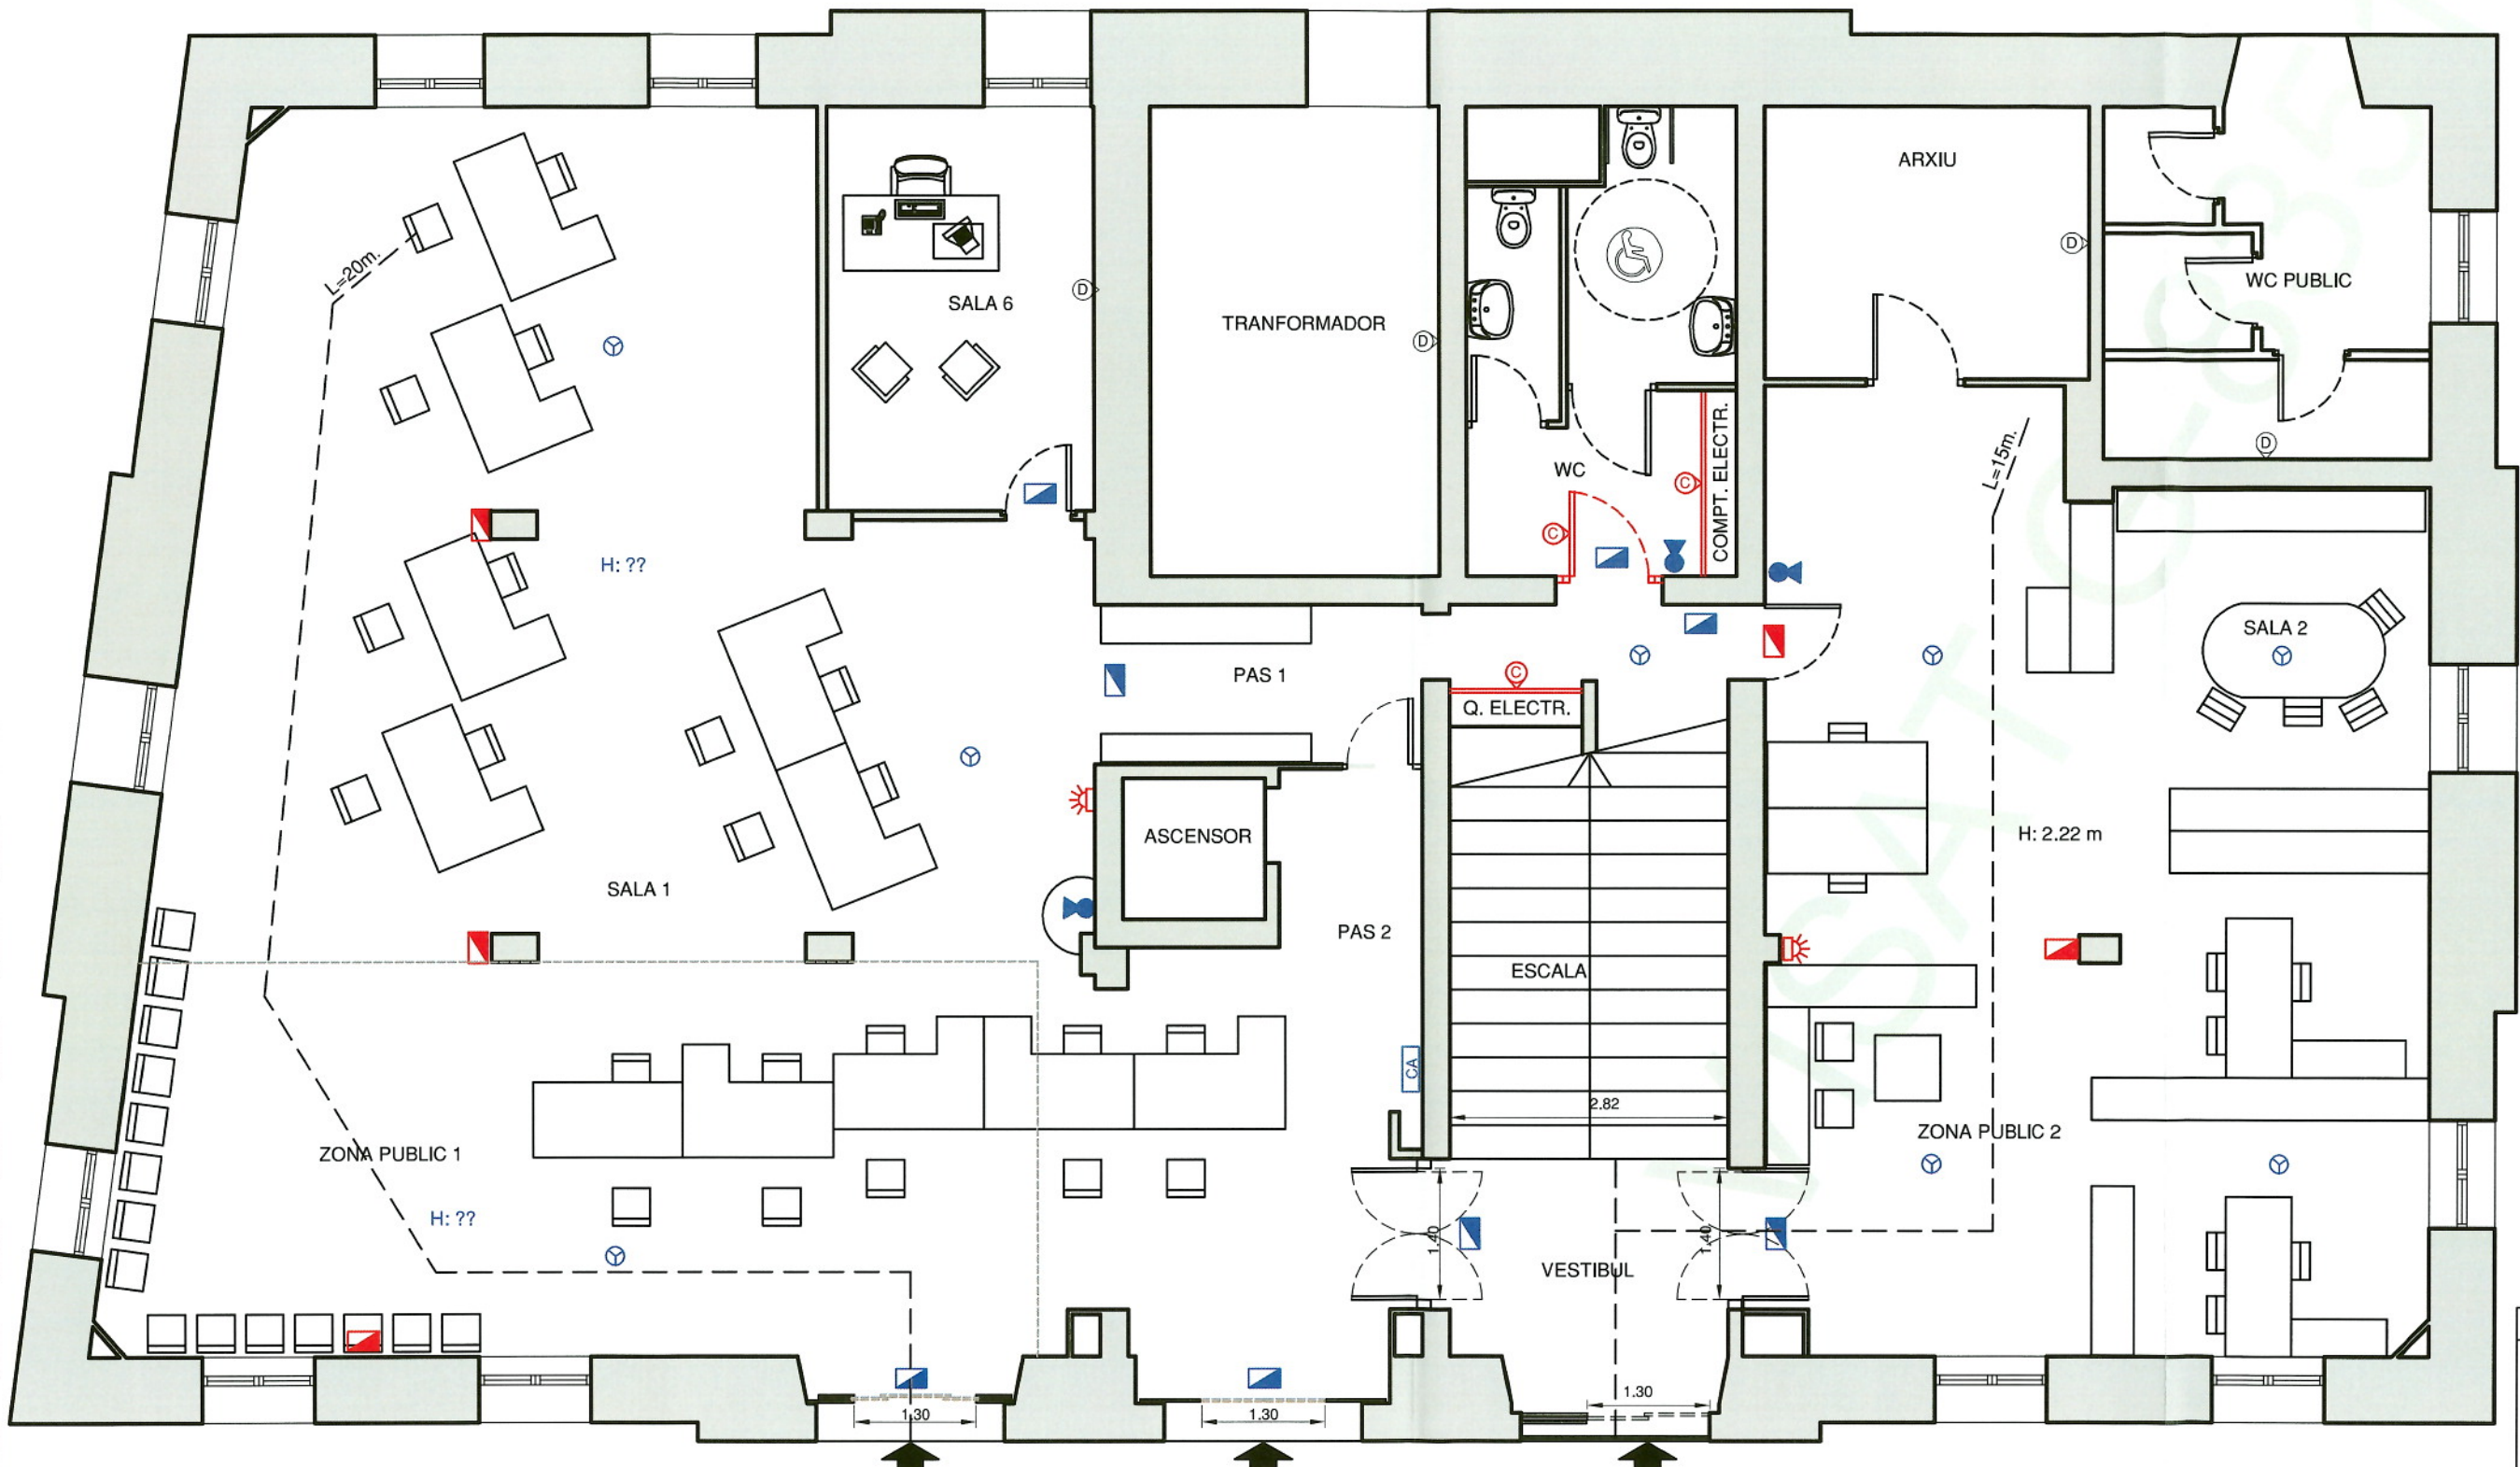 ARXIU
D
L=20m.
WC PUBLIC
D
SALA 6
TRANFORMADOR
D
COMPT. ELECTR.
D
L=15m.
WC
C
C
H: ??
SALA 2
C
PAS 1
Q. ELECTR.
ASCENSOR
H: 2.22 m
SALA 1
PAS 2
ESCALA
CA
2.82
ZONA PUBLIC 2
ZONA PUBLIC 1
H: ??
1.40
1.40
VESTIBUL
1.30
1.30
1.30